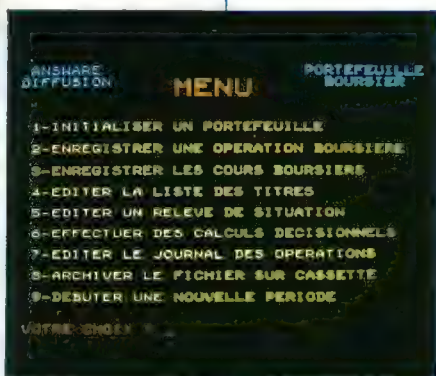 ANSWARE
DIFFUSION
PORTEFEUILLE
BOURSIER
MENU
1-INITIALISER UN PORTEFEUILLE
2-ENREGISTRER UNE OPERATION BOURSIERE
3-ENREGISTRER LES COURS BOURSIERS
4-EDITER LA LISTE DES TITRES
5-EDITER UN RELEVE DE SITUATION
6-EFFECTUER DES CALCULS DECISIONNELS
7-EDITER LE JOURNAL DES OPERATIONS
8-ARCHIVER LE FICHIER SUR CASSETTE
9-DEBUTER UNE NOUVELLE PERIODE
VOTRE CHOIX